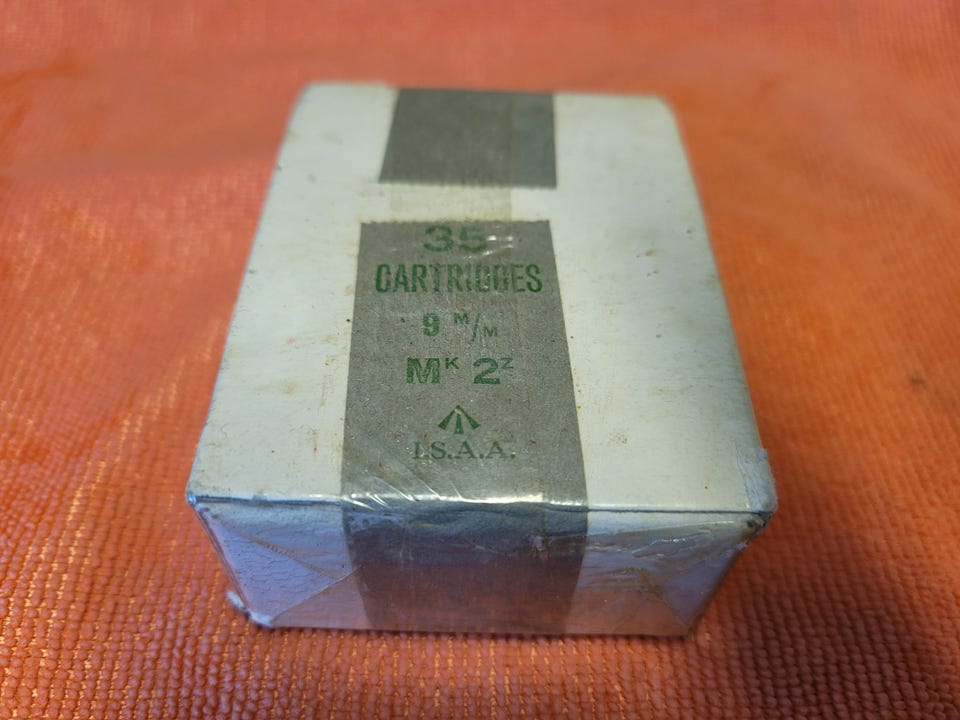 35
CARTRIDGES
9 M/M
MK 2Z
I.S.A.A.